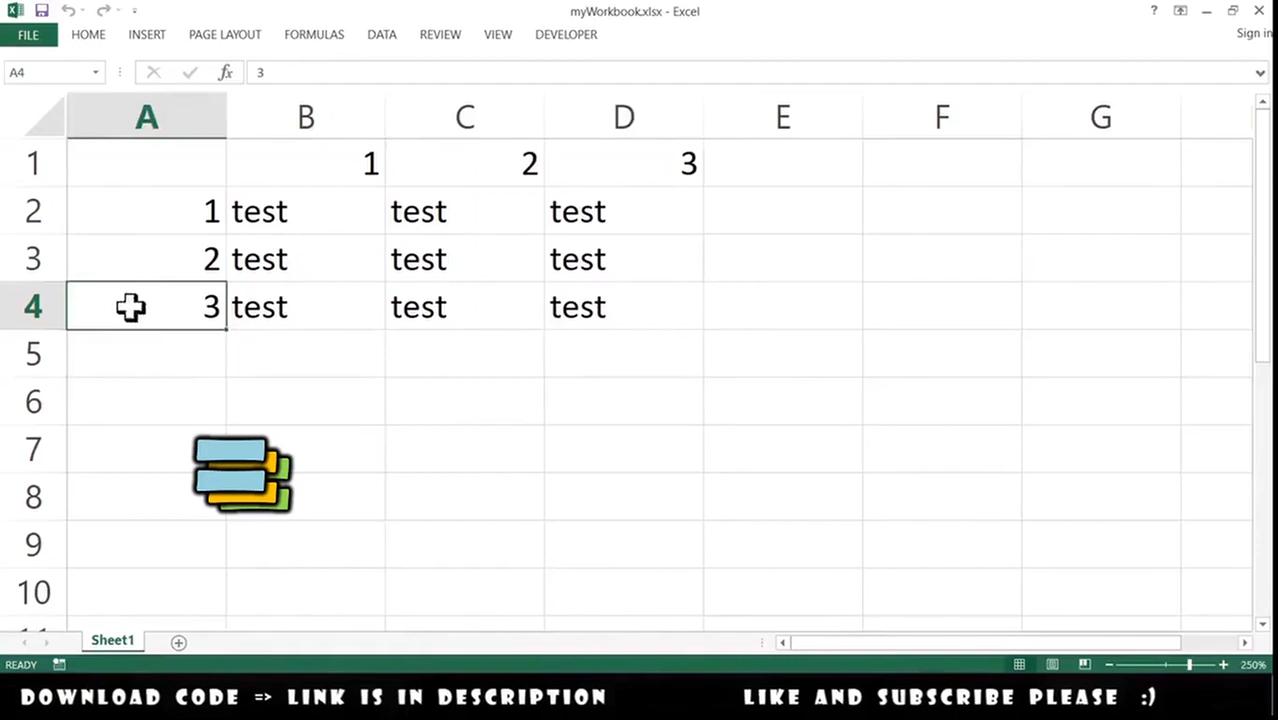 myWorkbook.xlsx - Excel
?
FILE HOME INSERT PAGE LAYOUT FORMULAS DATA REVIEW VIEW DEVELOPER Sign in
A4 fx 3
A B C D E F G
1 1 2 3
2 1 test test test
3 2 test test test
4 3 test test test
5
6
7
8
9
10
Sheet1
READY 250%
DOWNLOAD CODE => LINK IS IN DESCRIPTION LIKE AND SUBSCRIBE PLEASE :)